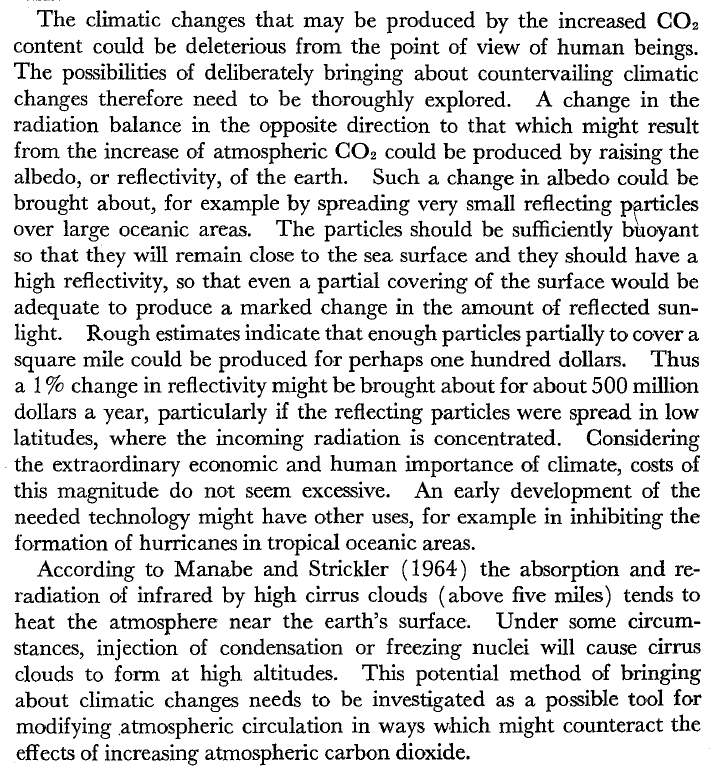 The climatic changes that may be produced by the increased CO₂
content could be deleterious from the point of view of human beings.
The possibilities of deliberately bringing about countervailing climatic
changes therefore need to be thoroughly explored. A change in the
radiation balance in the opposite direction to that which might result
from the increase of atmospheric CO₂ could be produced by raising the
albedo, or reflectivity, of the earth. Such a change in albedo could be
brought about, for example by spreading very small reflecting particles
over large oceanic areas. The particles should be sufficiently buoyant
so that they will remain close to the sea surface and they should have a
high reflectivity, so that even a partial covering of the surface would be
adequate to produce a marked change in the amount of reflected sun-
light. Rough estimates indicate that enough particles partially to cover a
square mile could be produced for perhaps one hundred dollars. Thus
a 1% change in reflectivity might be brought about for about 500 million
dollars a year, particularly if the reflecting particles were spread in low
latitudes, where the incoming radiation is concentrated. Considering
the extraordinary economic and human importance of climate, costs of
this magnitude do not seem excessive. An early development of the
needed technology might have other uses, for example in inhibiting the
formation of hurricanes in tropical oceanic areas.
According to Manabe and Strickler (1964) the absorption and re-
radiation of infrared by high cirrus clouds (above five miles) tends to
heat the atmosphere near the earth's surface. Under some circum-
stances, injection of condensation or freezing nuclei will cause cirrus
clouds to form at high altitudes. This potential method of bringing
about climatic changes needs to be investigated as a possible tool for
modifying atmospheric circulation in ways which might counteract the
effects of increasing atmospheric carbon dioxide.